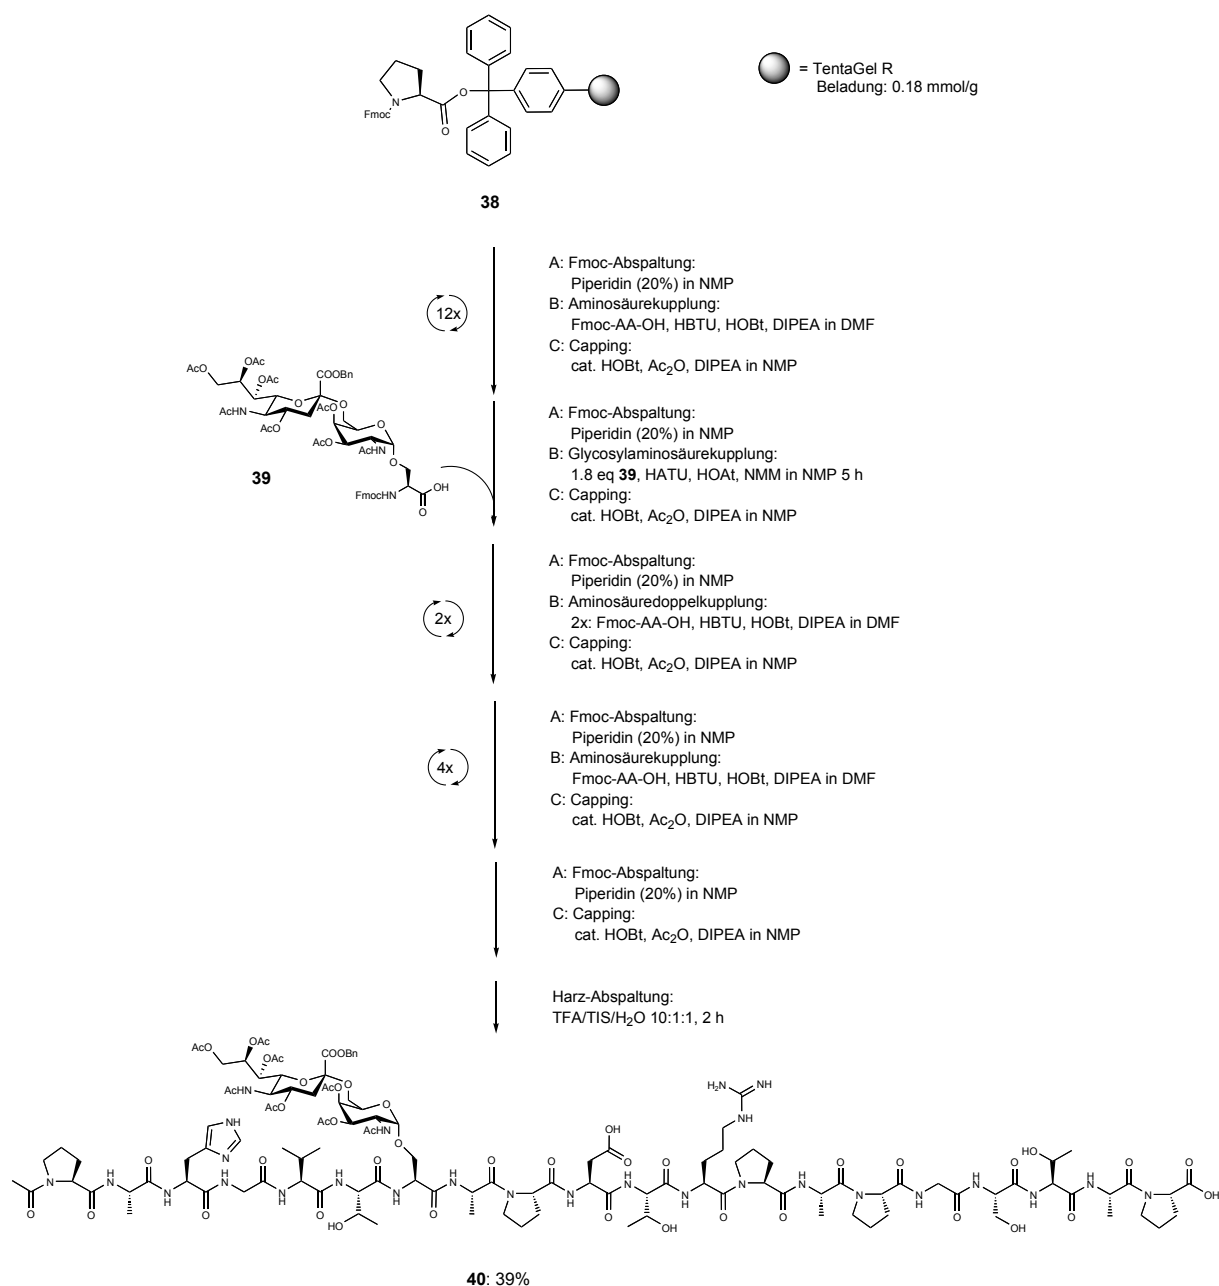 = TentaGel R
Beladung: 0.18 mmol/g
N
Fmoc
O
O
38
12x
A: Fmoc-Abspaltung:
Piperidin (20%) in NMP
B: Aminosäurekupplung:
Fmoc-AA-OH, HBTU, HOBt, DIPEA in DMF
C: Capping:
cat. HOBt, Ac2O, DIPEA in NMP
AcO
OAc
OAc
COOBn
AcHN
O
AcO
O
AcO
O
AcO
AcHN
O
FmocHN
OH
O
39
A: Fmoc-Abspaltung:
Piperidin (20%) in NMP
B: Glycosylaminosäurekupplung:
1.8 eq 39, HATU, HOAt, NMM in NMP 5 h
C: Capping:
cat. HOBt, Ac2O, DIPEA in NMP
2x
A: Fmoc-Abspaltung:
Piperidin (20%) in NMP
B: Aminosäuredoppelkupplung:
2x: Fmoc-AA-OH, HBTU, HOBt, DIPEA in DMF
C: Capping:
cat. HOBt, Ac2O, DIPEA in NMP
4x
A: Fmoc-Abspaltung:
Piperidin (20%) in NMP
B: Aminosäurekupplung:
Fmoc-AA-OH, HBTU, HOBt, DIPEA in DMF
C: Capping:
cat. HOBt, Ac2O, DIPEA in NMP
A: Fmoc-Abspaltung:
Piperidin (20%) in NMP
C: Capping:
cat. HOBt, Ac2O, DIPEA in NMP
Harz-Abspaltung:
TFA/TIS/H2O 10:1:1, 2 h
AcO
OAc
OAc
COOBn
AcHN
O
AcO
O
AcO
O
AcO
AcHN
O
NH
N
OH
O
H2N
NH
NH
HO
O
OH
N
O
H
N
O
N
H
O
HO
OH
OH
40: 39%